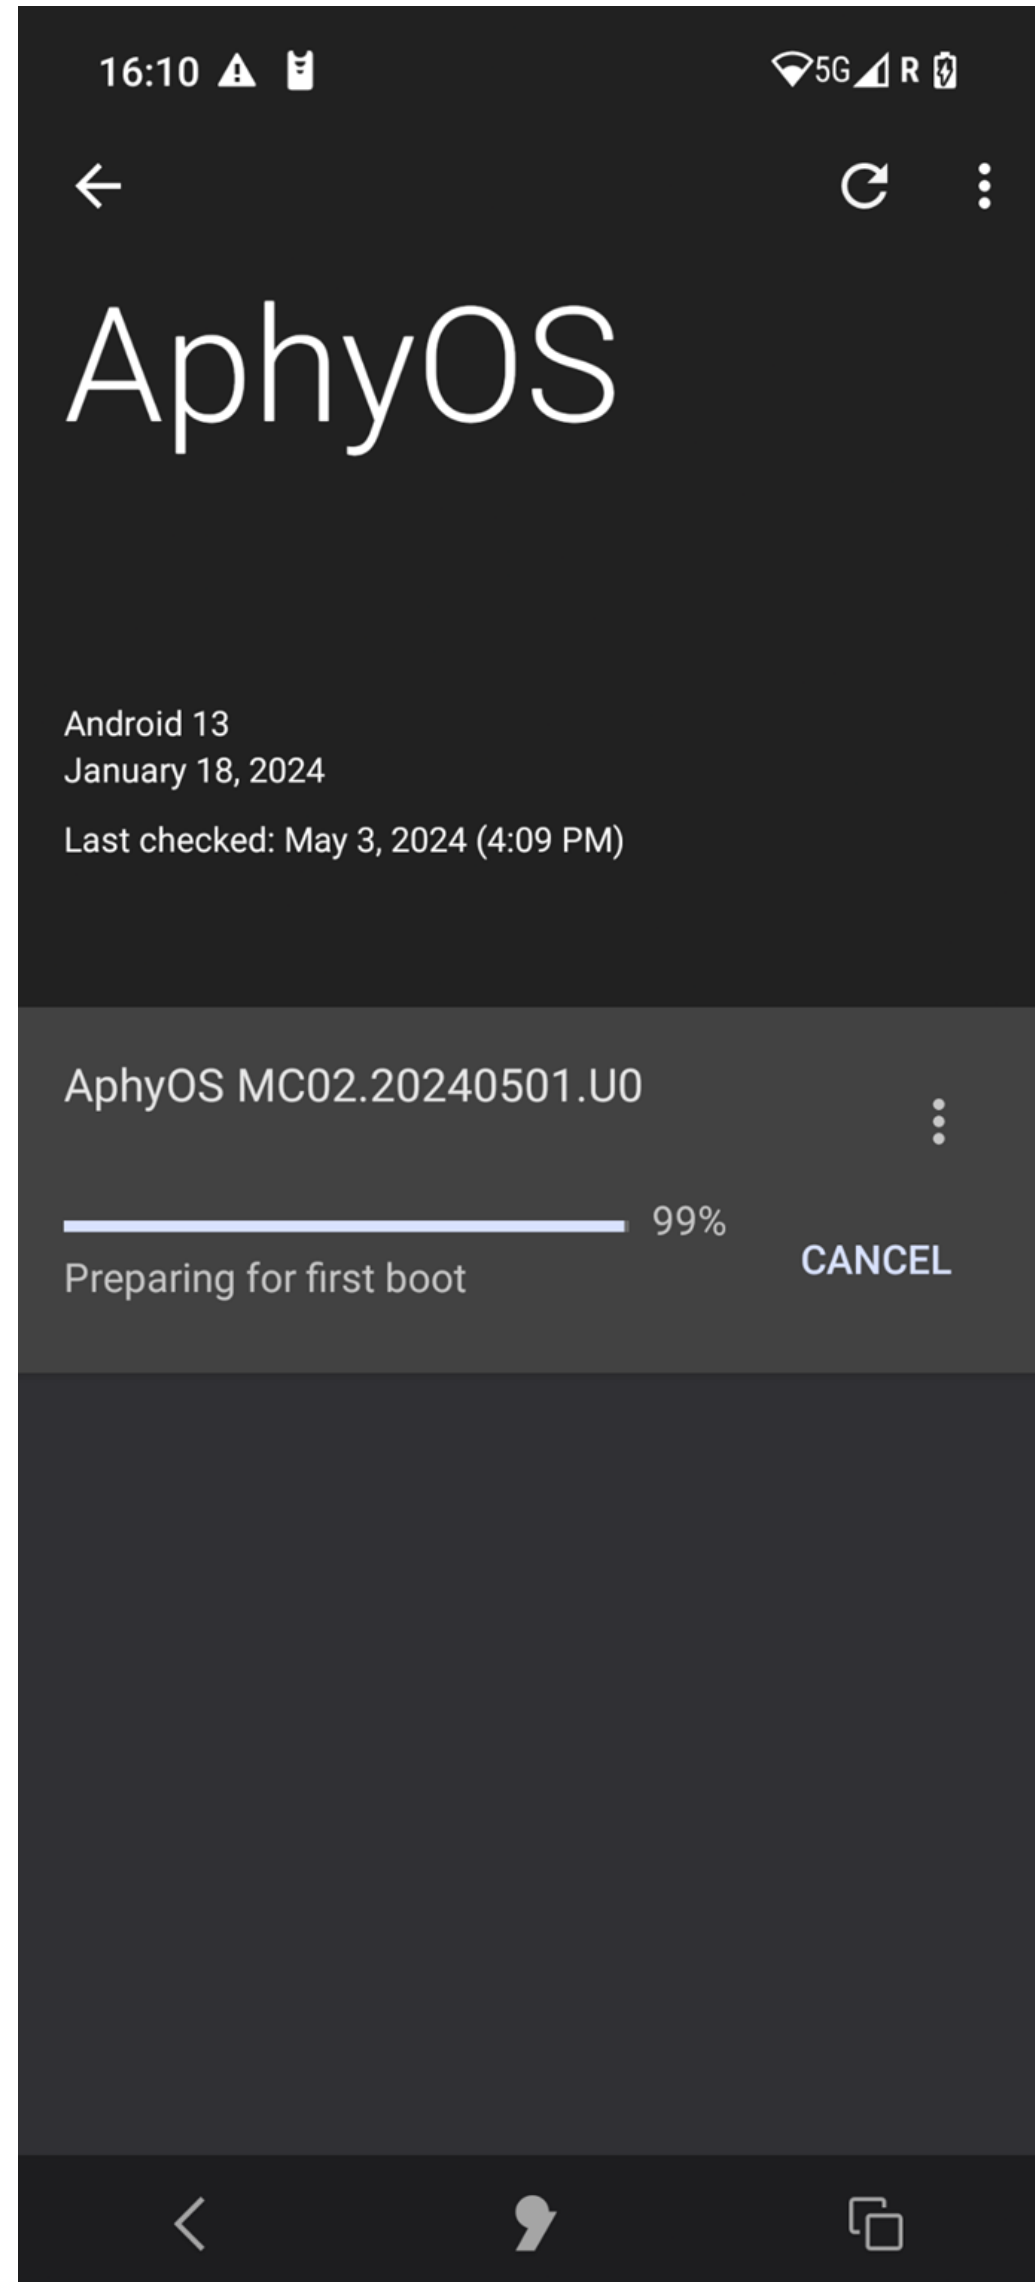 16:10
5G R
AphyOS
Android 13
January 18, 2024
Last checked: May 3, 2024 (4:09 PM)
AphyOS MC02.20240501.U0
99%
Preparing for first boot
CANCEL